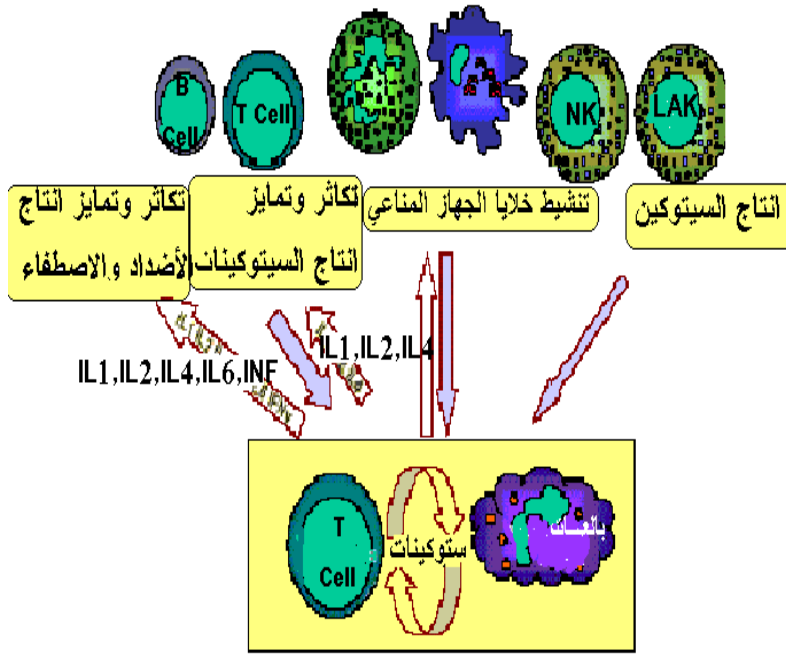 B
Cell
T Cell
NK
LAK
تكاثر وتمايز انتاج
الأضداد والاصطفاء
تكاثر وتمايز
انتاج السيتوكينات
تنشيط خلايا الجهاز المناعي
انتاج السيتوكين
IL1,IL2,IL4,IL6,INF
IL1,IL2,IL4
T
Cell
ستوكينات